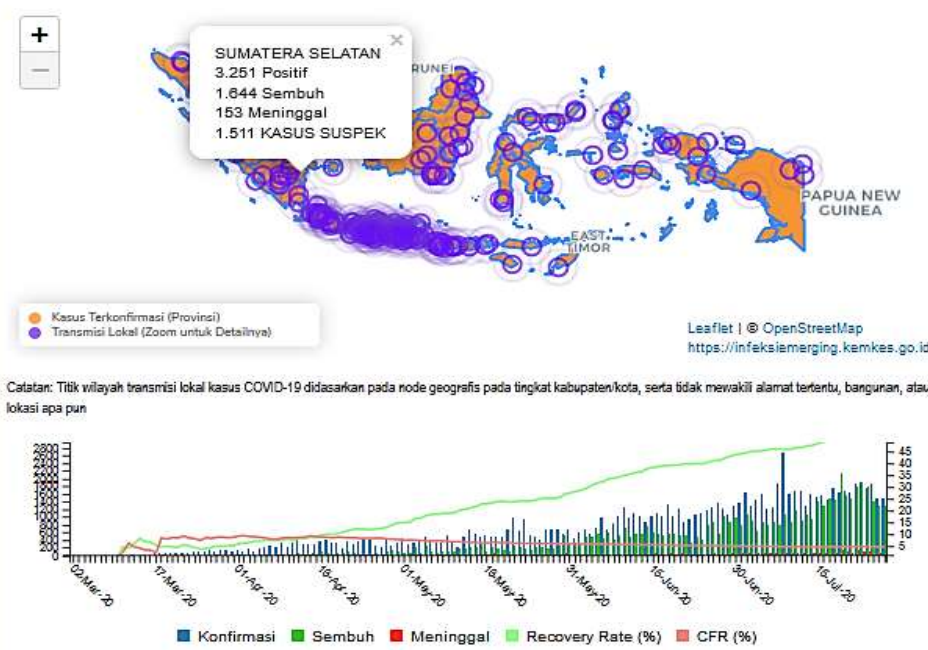 +
−
SUMATERA SELATAN
3.251 Positif
1.644 Sembuh
153 Meninggal
1.511 KASUS SUSPEK
×
RUNEI
PAPUA NEW
GUINEA
EAST
TIMOR
Kasus Terkonfirmasi (Provinsi)
Transmisi Lokal (Zoom untuk Detailnya)
Leaflet | © OpenStreetMap
https://infeksiemerging.kemkes.go.id
Catatan: Titik wilayah transmisi lokal kasus COVID-19 didasarkan pada node geografis pada tingkat kabupaten/kota, serta tidak mewakili alamat tertentu, bangunan, atau
lokasi apa pun
2800
2600
2400
2200
2000
1800
1600
1400
1200
1000
800
600
400
200
0
45
40
35
30
25
20
15
10
5
02-Mar-20
17-Mar-20
01-Apr-20
16-Apr-20
01-May-20
16-May-20
31-May-20
15-Jun-20
30-Jun-20
15-Jul-20
Konfirmasi Sembuh Meninggal Recovery Rate (%) CFR (%)